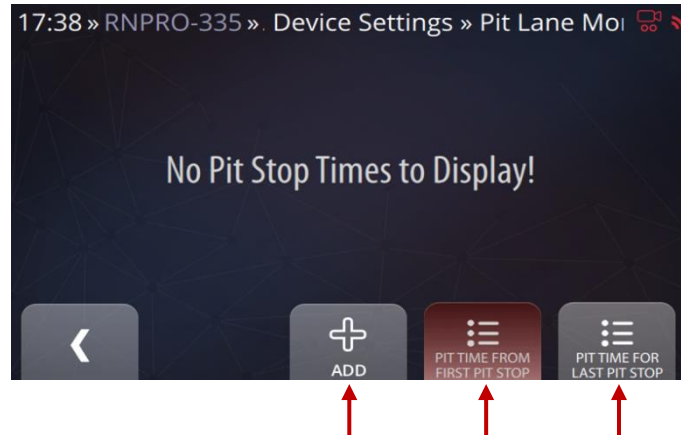 17:38 » RNPRO-335 ». Device Settings » Pit Lane
No Pit Stop Times to Display!
ADD
PIT TIME FROM
FIRST PIT STOP
PIT TIME FOR
LAST PIT STOP